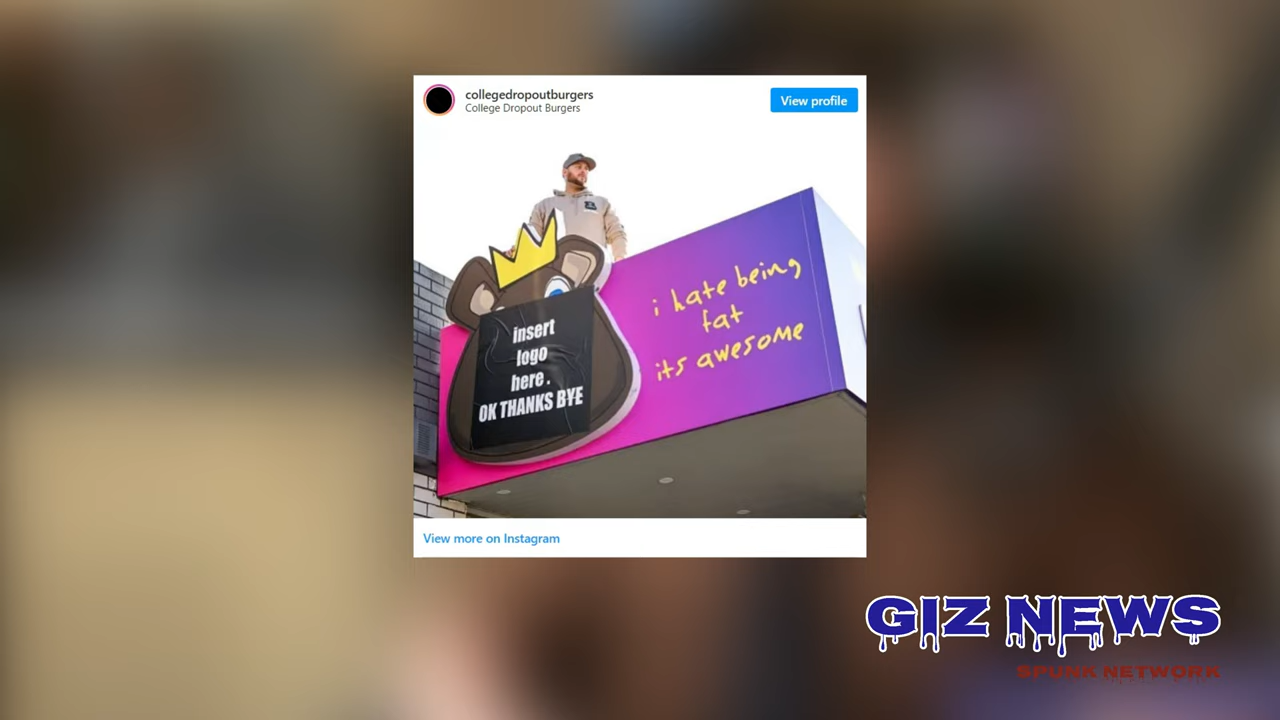 collegedropoutburgers
College Dropout Burgers
View profile
i hate being
fat
its awesome
insert
logo
here.
OK THANKS BYE
View more on Instagram
GIZ NEWS
SPUNK NETWORK